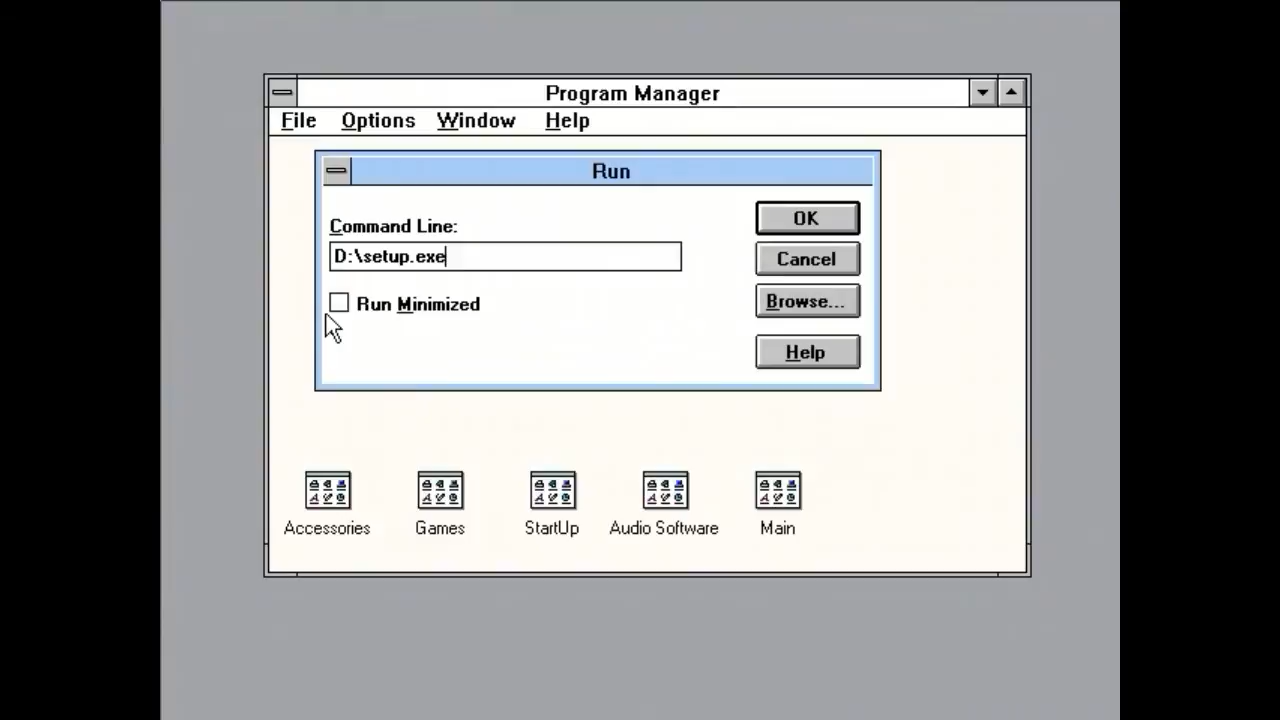 Program Manager
File Options Window Help
Run
Command Line:
D:\setup.exe
Run Minimized
OK
Cancel
Browse...
Help
Accessories Games StartUp Audio Software Main